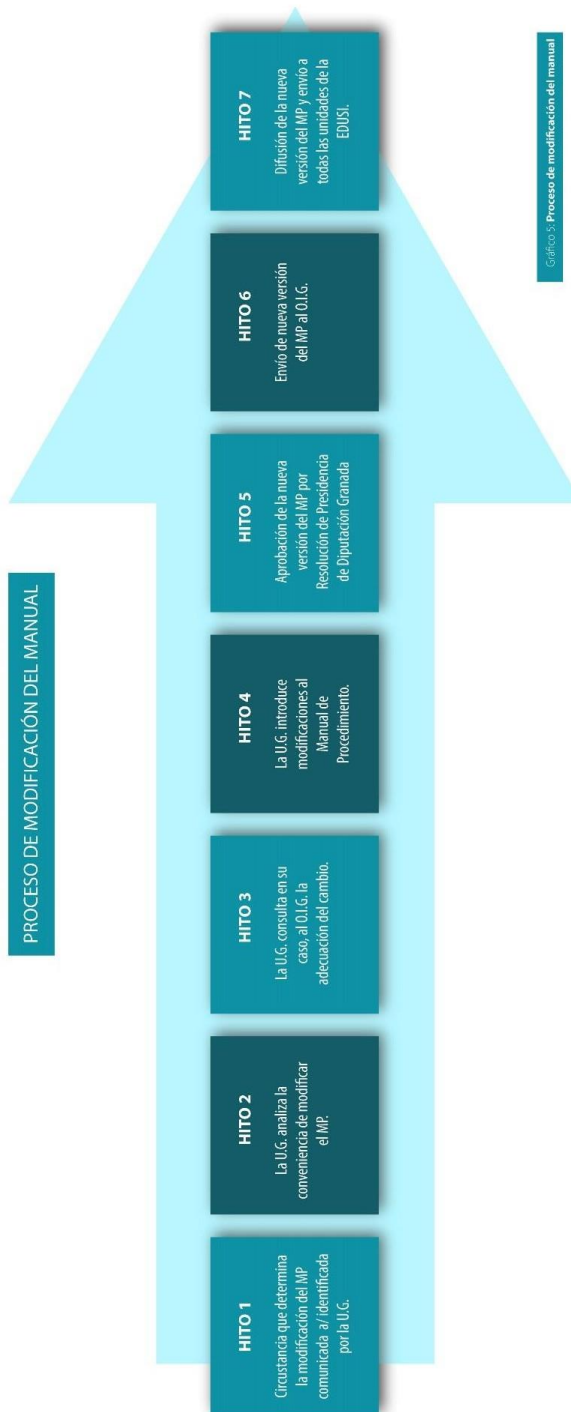 PROCESO DE MODIFICACIÓN DEL MANUAL
HITO 1
Circustancia que determina
la modificación del MP
comunicada a/ identificada
por la U.G.
HITO 2
La U.G. analiza la
conveniencia de modificar
el MP.
HITO 3
La U.G. consulta en su
caso, al O.I.G. la
adecuación del cambio.
HITO 4
La U.G. introduce
modificaciones al
Manual de
Procedimiento.
HITO 5
Aprobación de la nueva
versión del MP por
Resolución de Presidencia
de Diputación Granada
HITO 6
Envío de nueva versión
del MP al O.I.G.
HITO 7
Difusión de la nueva
versión del MP y envío a
todas las unidades de la
EDUSI.
Gráfico 5: Proceso de modificación del manual